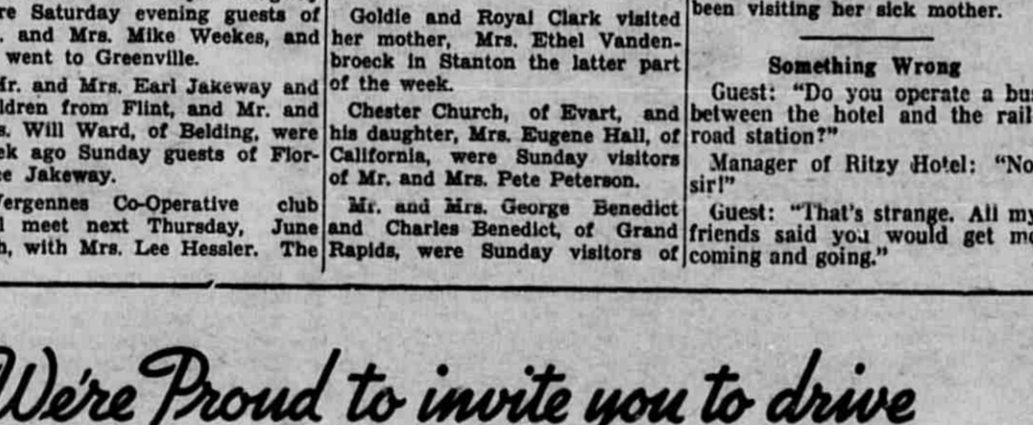 re Saturday evening guests of
. and Mrs. Mike Weekes, and
went to Greenville.
Mr. and Mrs. Earl Jakeway and
ldren from Flint, and Mr. and
s. Will Ward, of Belding, were
ek ago Sunday guests of Flor-
ce Jakeway.
Vergennes Co-Operative club
l meet next Thursday, June
h, with Mrs. Lee Hessler. The
Goldie and Royal Clark visited
her mother, Mrs. Ethel Vanden-
broeck in Stanton the latter part
of the week.
Chester Church, of Evart, and
his daughter, Mrs. Eugene Hall, of
California, were Sunday visitors
of Mr. and Mrs. Pete Peterson.
Mr. and Mrs. George Benedict
and Charles Benedict, of Grand
Rapids, were Sunday visitors of
been visiting her sick mother.
Something Wrong
Guest: "Do you operate a bus
between the hotel and the rail
road station?"
Manager of Ritzy Hotel: "No
sir!"
Guest: "That's strange. All m
friends said you would get me
coming and going."
We're Proud to invite you to drive